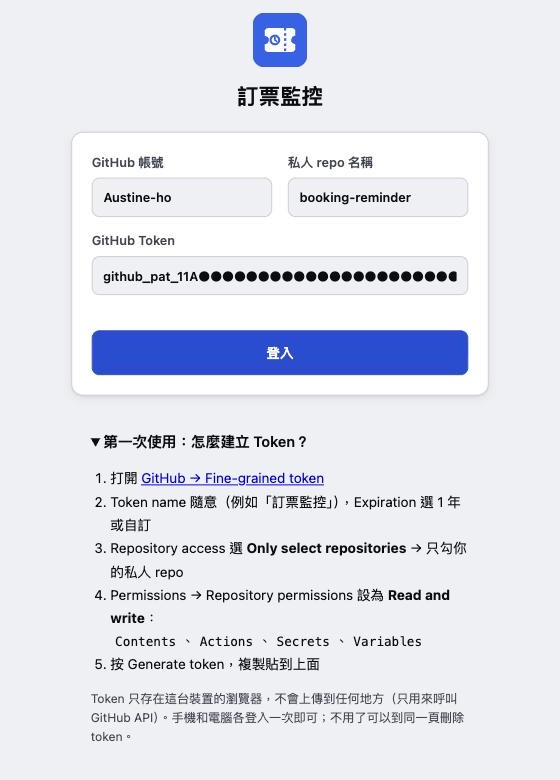 訂票監控
GitHub 帳號
私人 repo 名稱
Austine-ho
booking-reminder
GitHub Token
github_pat_11A●●●●●●●●●●●●●●●●●●●●●●
登入
▼第一次使用：怎麼建立 Token？
1. 打開 GitHub → Fine-grained token
2. Token name 隨意（例如「訂票監控」），Expiration 選 1 年
或自訂
3. Repository access 選 Only select repositories → 只勾你
的私人 repo
4. Permissions → Repository permissions 設為 Read and
write：
Contents 、 Actions 、 Secrets 、 Variables
5. 按 Generate token，複製貼到上面
Token 只存在這台裝置的瀏覽器，不會上傳到任何地方（只用來呼叫
GitHub API）。手機和電腦各登入一次即可；不用了可以到同一頁刪除
token。